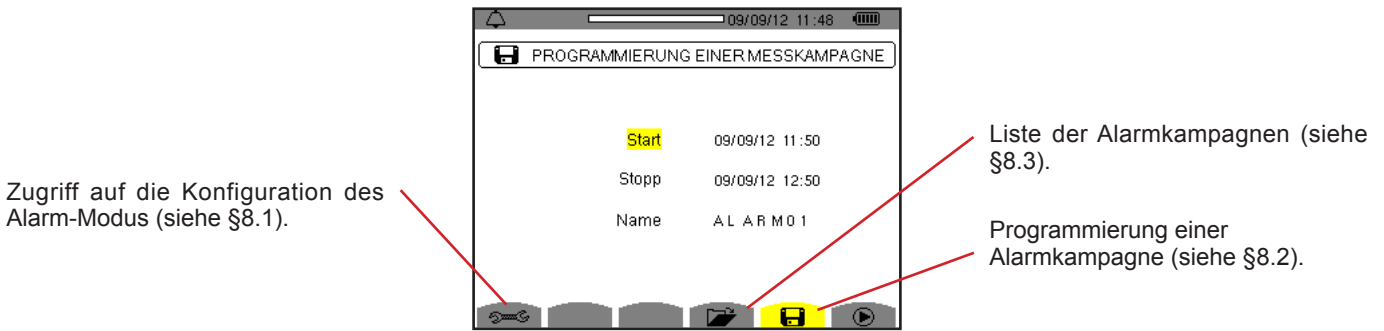 09/09/12 11:48
PROGRAMMIERUNG EINER MESSKAMPAGNE
Start 09/09/12 11:50
Stopp 09/09/12 12:50
Name ALARM01
Zugriff auf die Konfiguration des
Alarm-Modus (siehe §8.1).
Liste der Alarmkampagnen (siehe
§8.3).
Programmierung einer
Alarmkampagne (siehe §8.2).